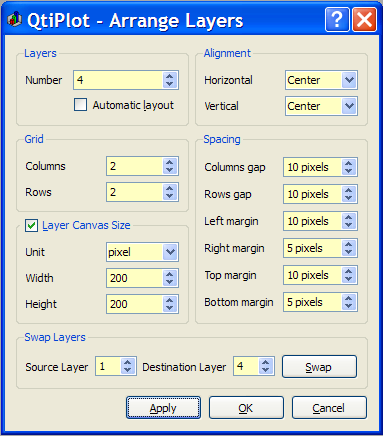 QtiPlot - Arrange Layers
Layers
Number 4
Automatic layout
Alignment
Horizontal Center
Vertical Center
Grid
Columns 2
Rows 2
Layer Canvas Size
Unit pixel
Width 200
Height 200
Spacing
Columns gap 10 pixels
Rows gap 10 pixels
Left margin 10 pixels
Right margin 5 pixels
Top margin 10 pixels
Bottom margin 5 pixels
Swap Layers
Source Layer 1 Destination Layer 4 Swap
Apply OK Cancel